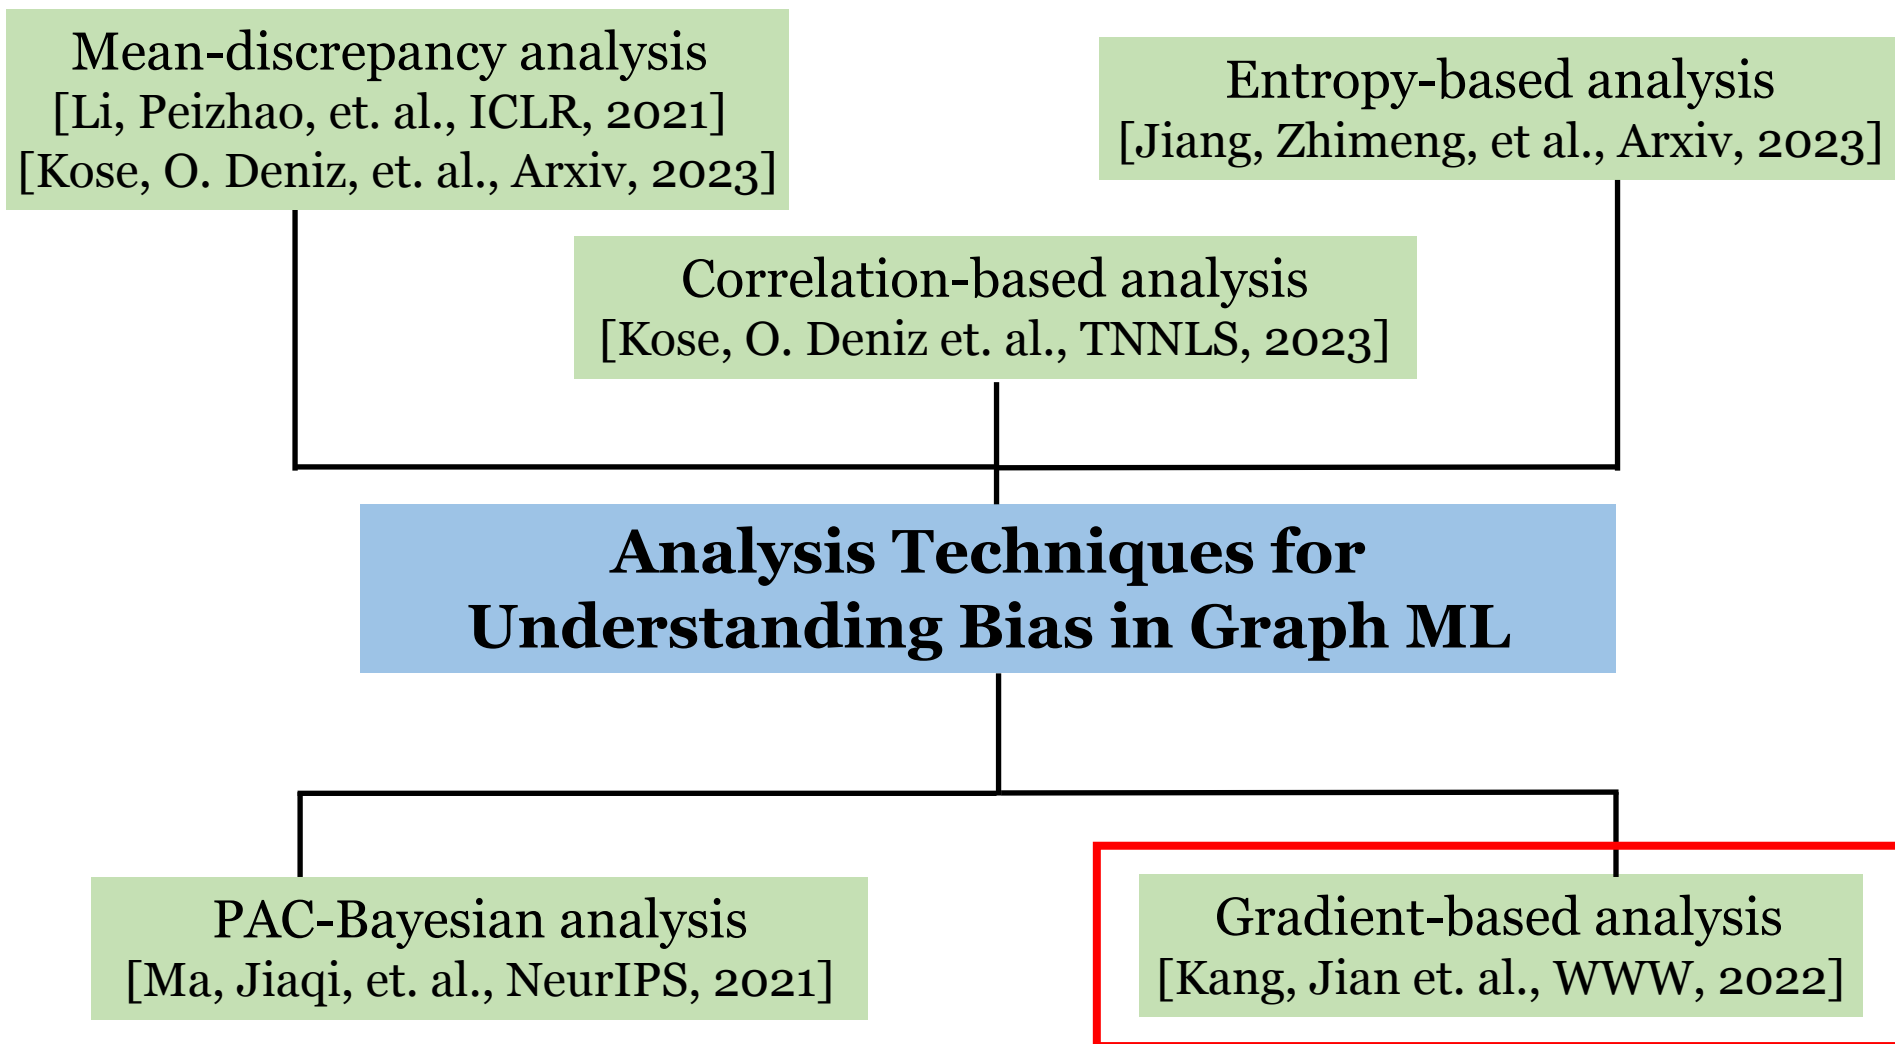 Mean-discrepancy analysis
[Li, Peizhao, et. al., ICLR, 2021]
[Kose, O. Deniz, et. al., Arxiv, 2023]
Entropy-based analysis
[Jiang, Zhimeng, et al., Arxiv, 2023]
Correlation-based analysis
[Kose, O. Deniz et. al., TNNLS, 2023]
Analysis Techniques for
Understanding Bias in Graph ML
PAC-Bayesian analysis
[Ma, Jiaqi, et. al., NeurIPS, 2021]
Gradient-based analysis
[Kang, Jian et. al., WWW, 2022]